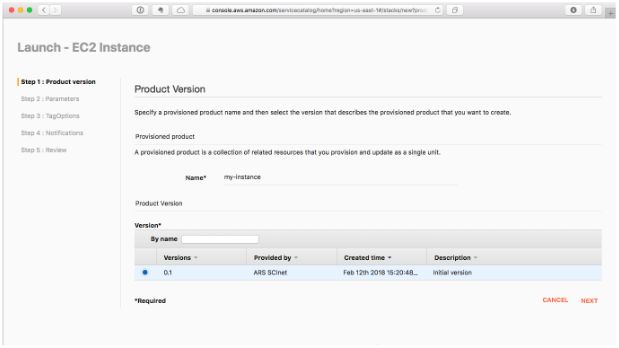 console.aws.amazon.com/servicecatalog/home?region=us-east-1#/stacks/new?prod...
Launch - EC2 Instance
Step 1 : Product version
Step 2 : Parameters
Step 3 : TagOptions
Step 4 : Notifications
Step 5 : Review
Product Version
Specify a provisioned product name and then select the version that describes the provisioned product that you want to create.
Provisioned product
A provisioned product is a collection of related resources that you provision and update as a single unit.
Name* my-instance
Product Version
Version*
By name
Versions Provided by Created time Description
0.1 ARS SCInet Feb 12th 2018 15:20:48... Initial version
*Required
CANCEL NEXT